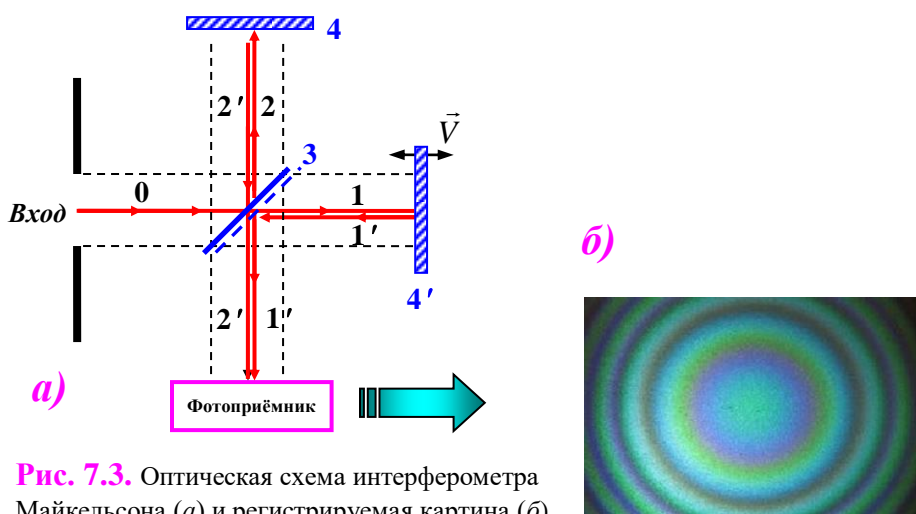 4
2 ′ 2
V
3
0
1
Вход
1 ′
б)
4 ′
2 ′ 1 ′
а)
Фотоприёмник
Рис. 7.3. Оптическая схема интерферометра
Майкельсона (а) и регистрируемая картина (б)